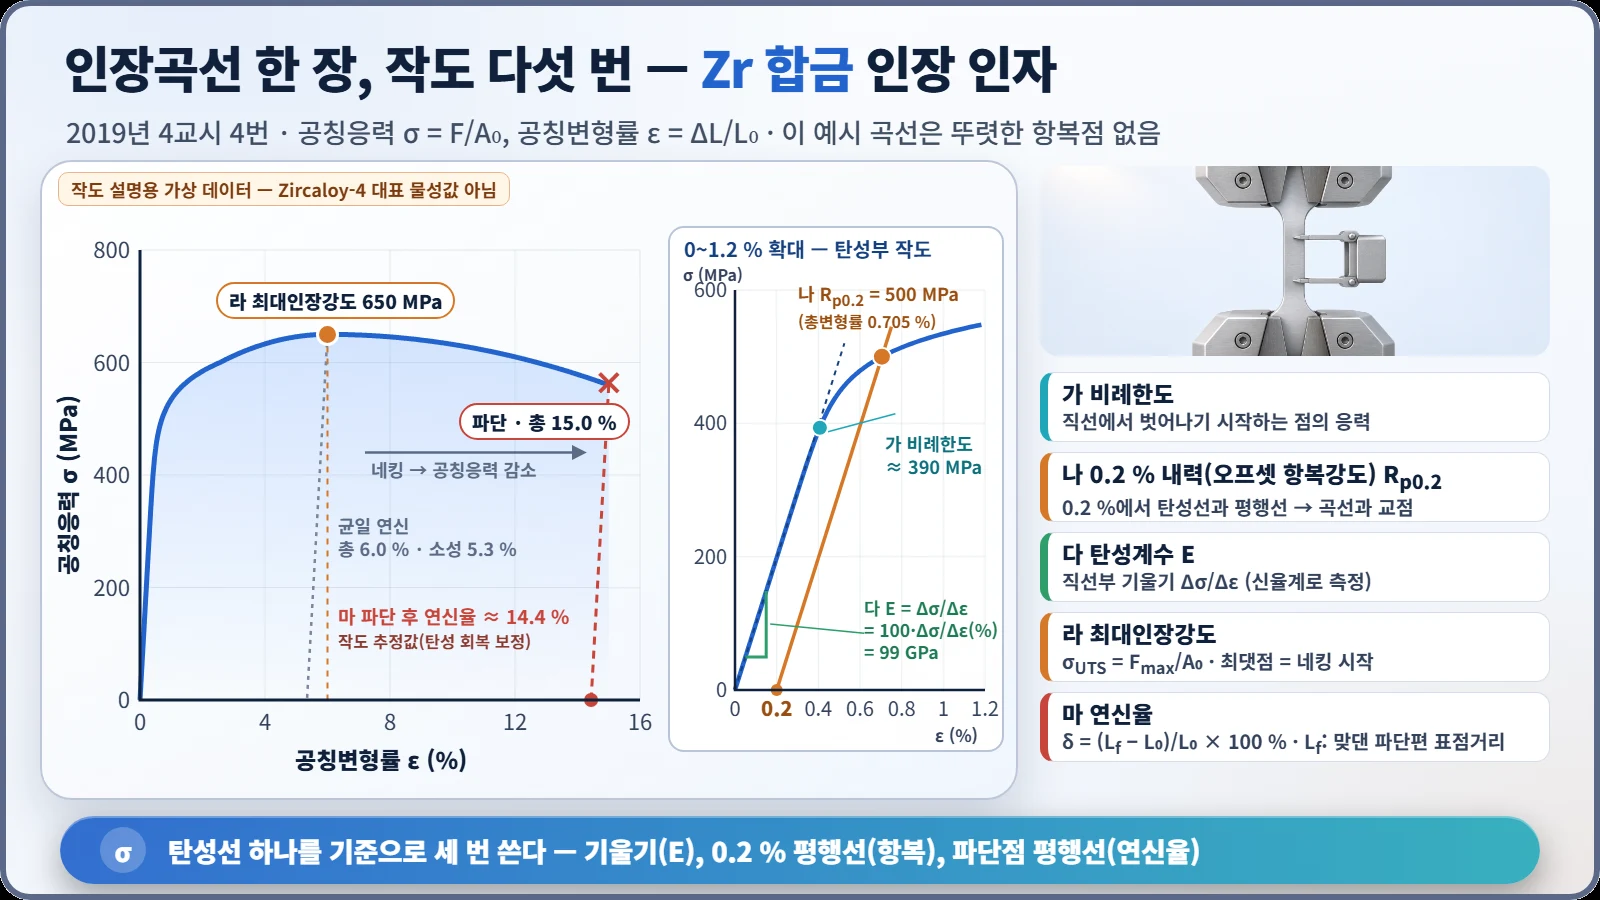 인장곡선 한 장, 작도 다섯 번 — Zr 합금 인장 인자
2019년 4교시 4번 · 공칭응력 σ = F/A₀, 공칭변형률 ε = ΔL/L₀ · 이 예시 곡선은 뚜렷한 항복점 없음
작도 설명용 가상 데이터 — Zircaloy-4 대표 물성값 아님
800
600
400
200
0
0
4
8
12
16
공칭응력 σ (MPa)
공칭변형률 ε (%)
라 최대인장강도 650 MPa
파단 · 총 15.0 %
네킹 → 공칭응력 감소
균일 연신
총 6.0 % · 소성 5.3 %
마 파단 후 연신율 ≈ 14.4 %
작도 추정값(탄성 회복 보정)
0~1.2 % 확대 — 탄성부 작도
σ (MPa)
600
400
200
0
나 Rp0.2 = 500 MPa
(총변형률 0.705 %)
가 비례한도
≈ 390 MPa
다 E = Δσ/Δε
= 100·Δσ/Δε(%)
= 99 GPa
0
0.2
0.4
0.6
0.8
1
1.2
ε (%)
가 비례한도
직선에서 벗어나기 시작하는 점의 응력
나 0.2 % 내력(오프셋 항복강도) Rp0.2
0.2 %에서 탄성선과 평행선 → 곡선과 교점
다 탄성계수 E
직선부 기울기 Δσ/Δε (신율계로 측정)
라 최대인장강도
σUTS = Fmax/A₀ · 최댓점 = 네킹 시작
마 연신율
δ = (Lf − L₀)/L₀ × 100 % · Lf: 맞댄 파단편 표점거리
σ
탄성선 하나를 기준으로 세 번 쓴다 — 기울기(E), 0.2 % 평행선(항복), 파단점 평행선(연신율)